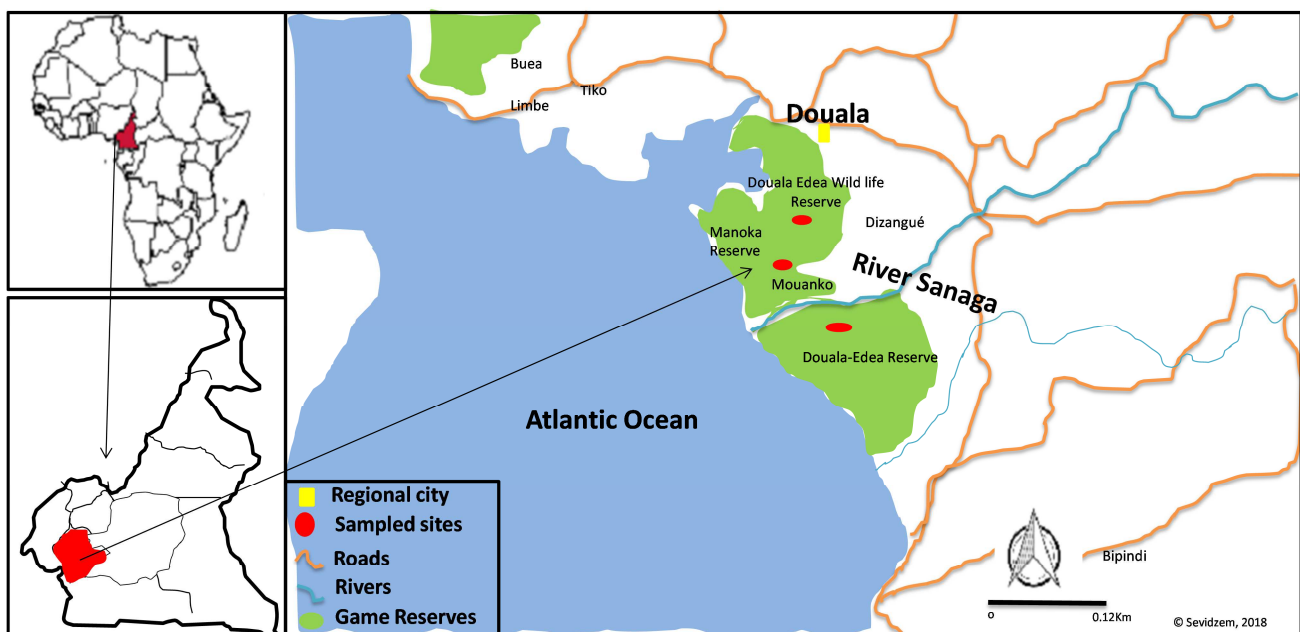 Buea
Limbe
Tiko
Douala
Douala Edea Wild life
Reserve
Manoka
Reserve
Dizangué
Mouanko
River Sanaga
Douala-Edea Reserve
Atlantic Ocean
Regional city
Sampled sites
Roads
Rivers
Game Reserves
Bipindi
0 0.12Km
© Sevidzem, 2018